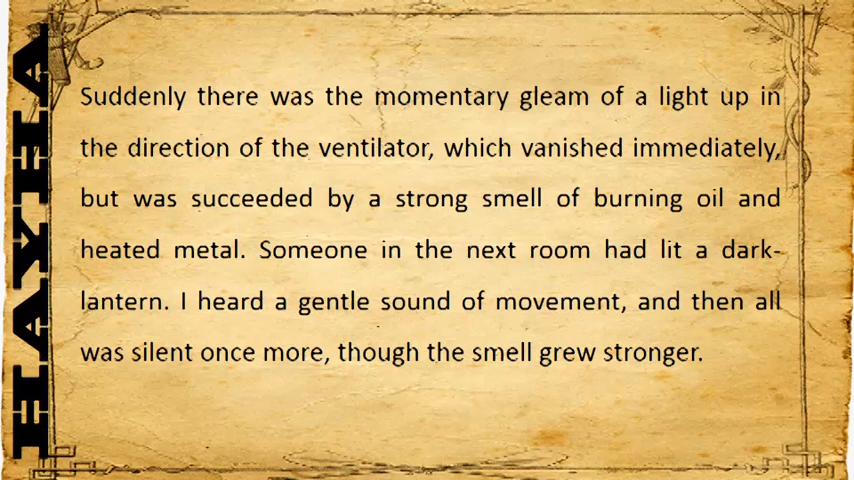 HAYHA
Suddenly there was the momentary gleam of a light up in
the direction of the ventilator, which vanished immediately,
but was succeeded by a strong smell of burning oil and
heated metal. Someone in the next room had lit a dark-
lantern. I heard a gentle sound of movement, and then all
was silent once more, though the smell grew stronger.